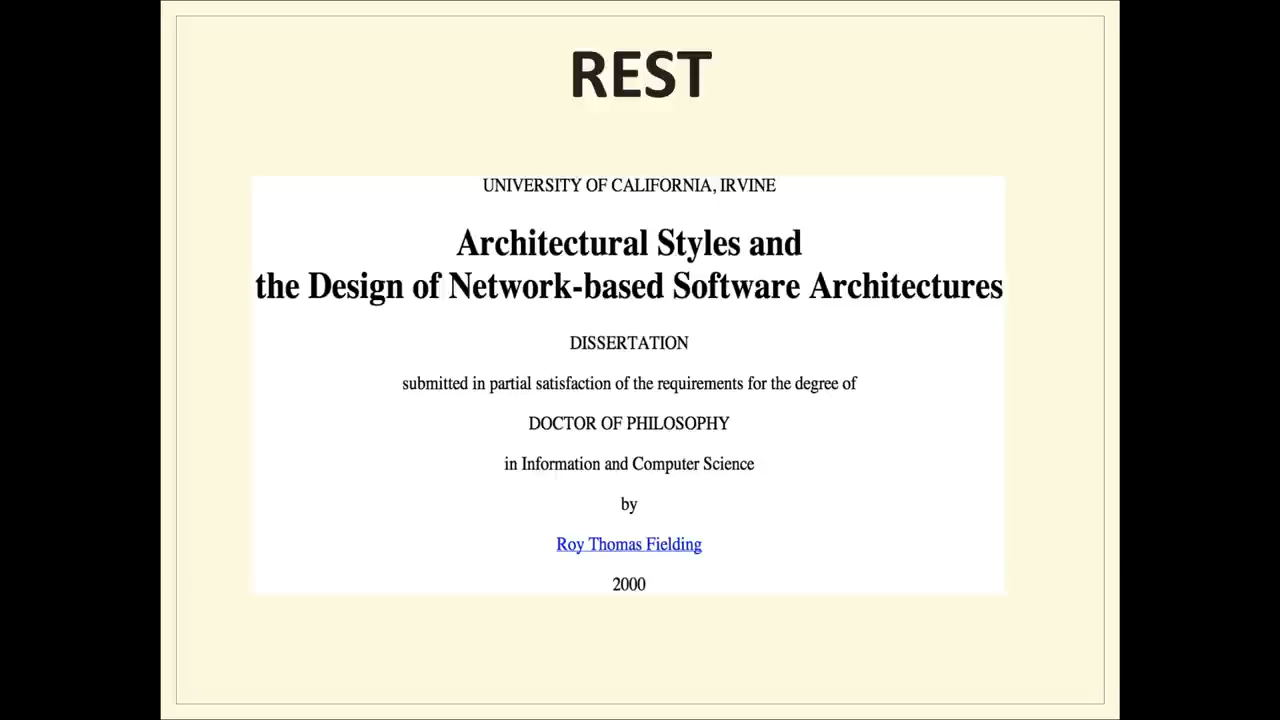 REST
UNIVERSITY OF CALIFORNIA, IRVINE
Architectural Styles and
the Design of Network-based Software Architectures
DISSERTATION
submitted in partial satisfaction of the requirements for the degree of
DOCTOR OF PHILOSOPHY
in Information and Computer Science
by
Roy Thomas Fielding
2000